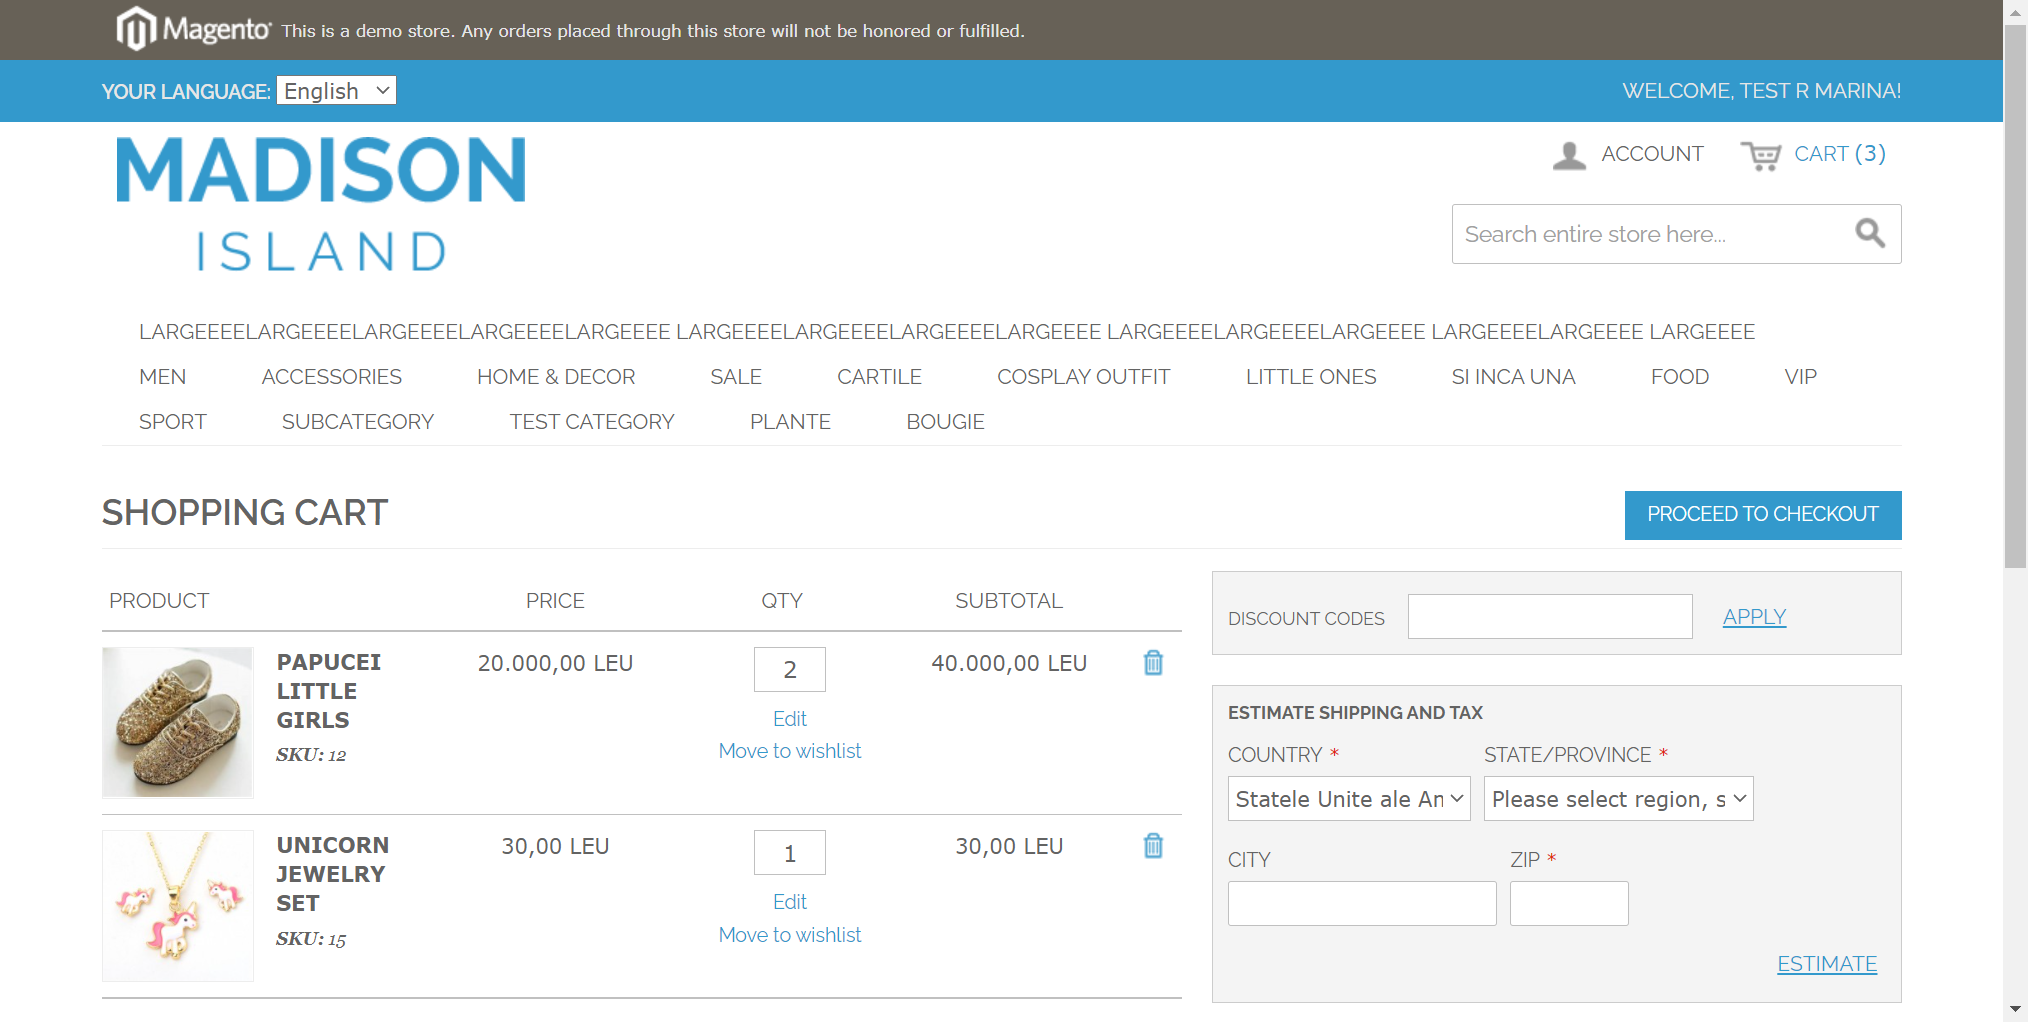 Magento® This is a demo store. Any orders placed through this store will not be honored or fulfilled.
YOUR LANGUAGE: English WELCOME, TEST R MARINA!
MADISON
ISLAND
ACCOUNT CART (3)
Search entire store here...
LARGEEEELARGEEEELARGEEEELARGEEEELARGEEEE LARGEEEELARGEEEELARGEEEELARGEEEE LARGEEEELARGEEEELARGEEEE LARGEEEELARGEEEE LARGEEEE
MEN ACCESSORIES HOME & DECOR SALE CARTILE COSPLAY OUTFIT LITTLE ONES SI INCA UNA FOOD VIP
SPORT SUBCATEGORY TEST CATEGORY PLANTE BOUGIE
SHOPPING CART PROCEED TO CHECKOUT
PRODUCT PRICE QTY SUBTOTAL
PAPUCEI LITTLE GIRLS
SKU: 12
20.000,00 LEU 2 40.000,00 LEU
Edit
Move to wishlist
UNICORN JEWELRY SET
SKU: 15
30,00 LEU 1 30,00 LEU
Edit
Move to wishlist
DISCOUNT CODES APPLY
ESTIMATE SHIPPING AND TAX
COUNTRY * STATE/PROVINCE *
Statele Unite ale Am Please select region, s
CITY ZIP *
ESTIMATE